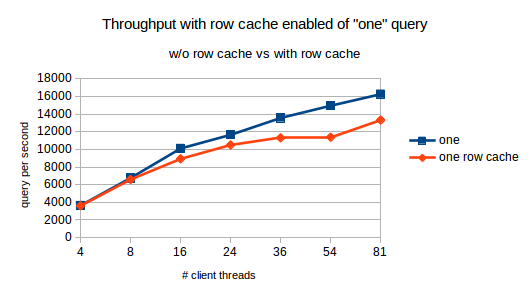 Throughput with row cache enabled of "one" query
w/o row cache vs with row cache
18000
16000
14000
12000
10000
8000
6000
4000
2000
0
query per second
4 8 16 24 36 54 81
# client threads
one
one row cache